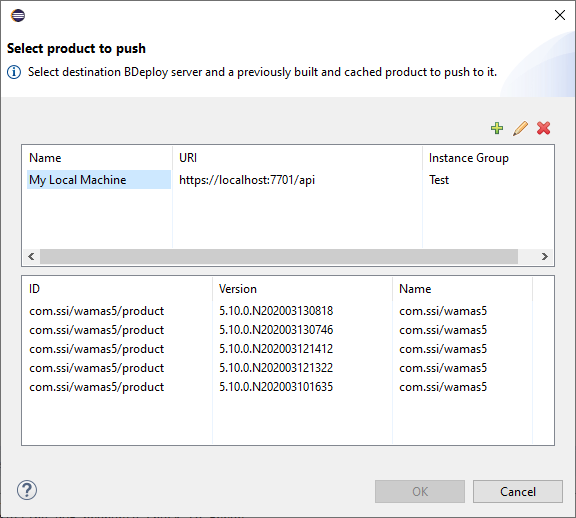 Select product to push
Select destination BDeploy server and a previously built and cached product to push to it.
Name URI Instance Group
My Local Machine https://localhost:7701/api Test
ID Version Name
com.ssi/wamas5/product 5.10.0.N202003130818 com.ssi/wamas5
com.ssi/wamas5/product 5.10.0.N202003130746 com.ssi/wamas5
com.ssi/wamas5/product 5.10.0.N202003121412 com.ssi/wamas5
com.ssi/wamas5/product 5.10.0.N202003121322 com.ssi/wamas5
com.ssi/wamas5/product 5.10.0.N202003101635 com.ssi/wamas5
OK Cancel